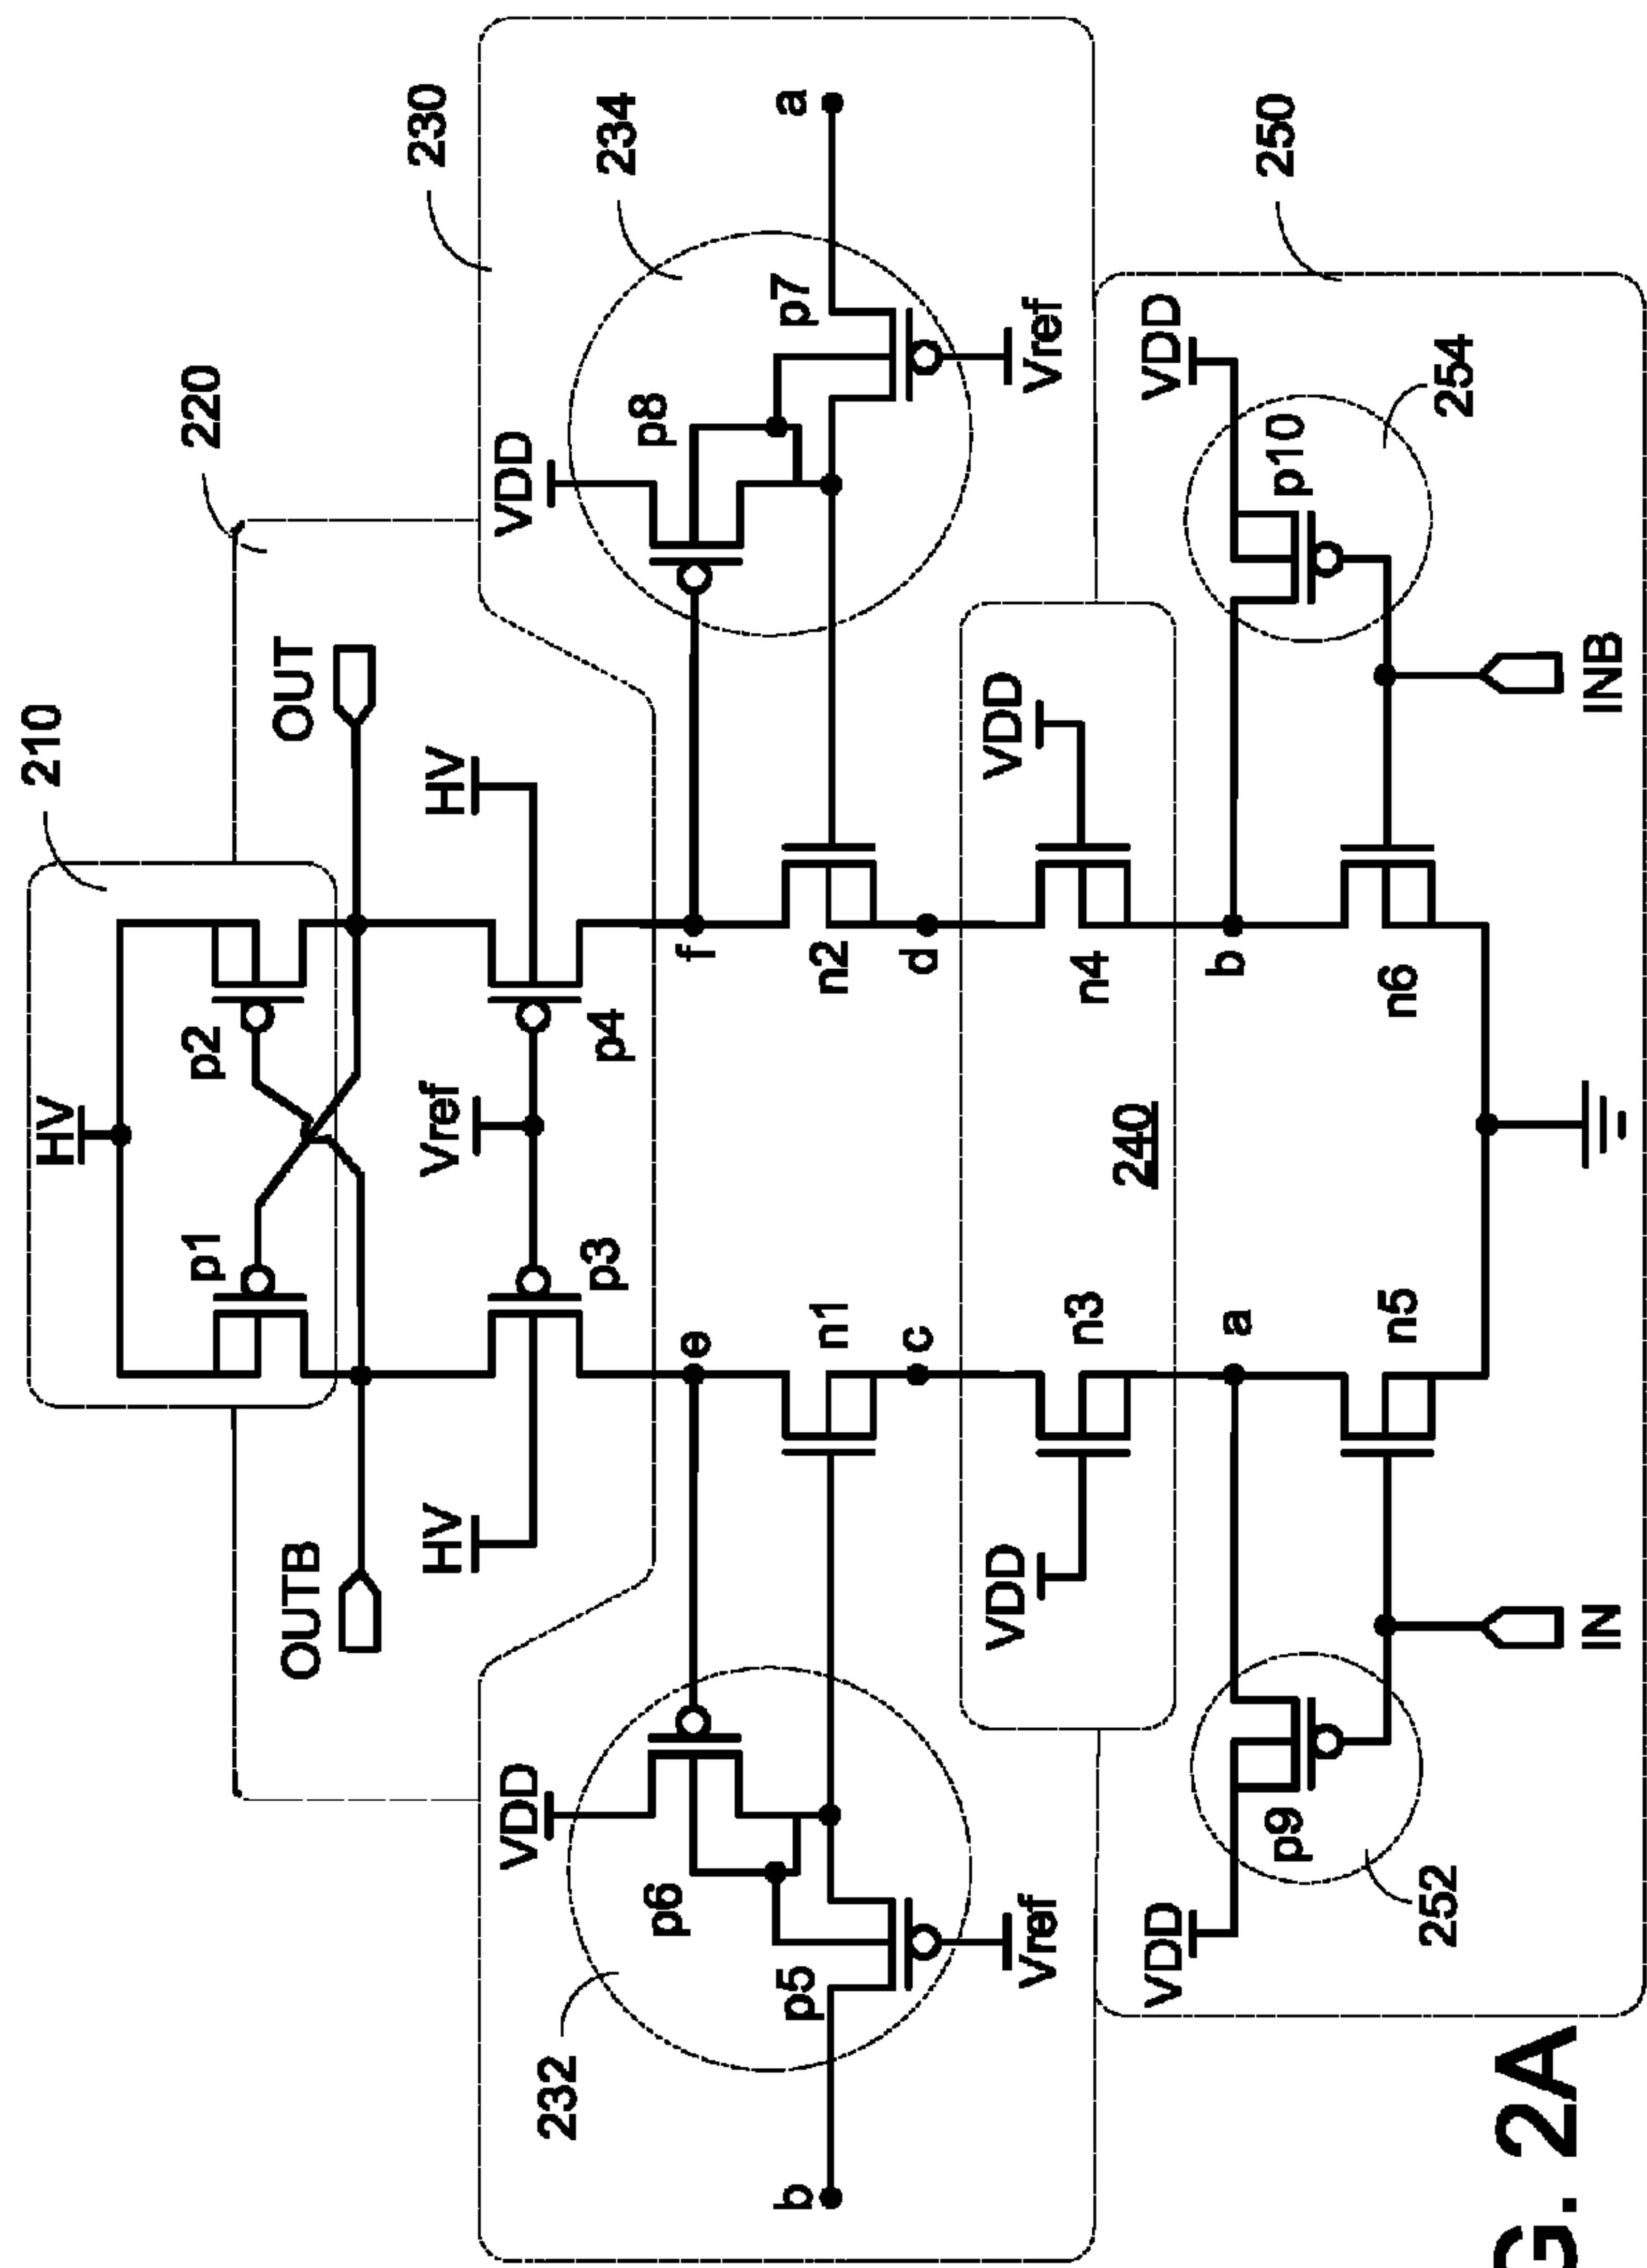 210
HV
220
p1
p2
OUTB
OUT
230
HV
Vref
HV
p3
p4
VDD
VDD
232
234
p6
p8
e
f
b
p5
p7
a
n1
n2
Vref
Vref
c
d
VDD
VDD
n3
240
n4
a
b
VDD
VDD
250
p9
p10
n5
n6
252
254
IN
INB
G. 2A